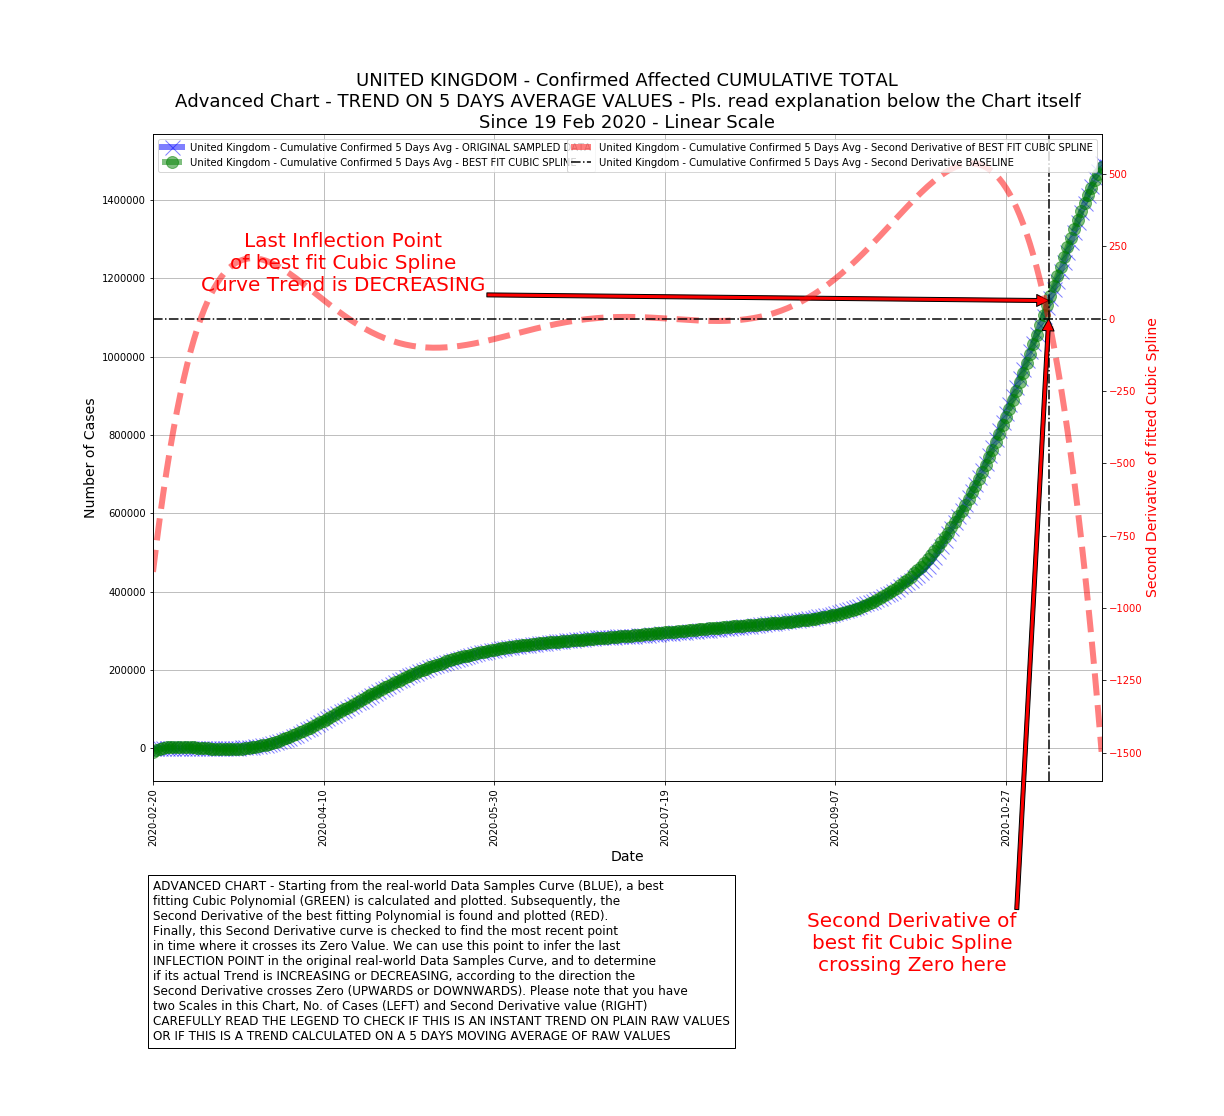 UNITED KINGDOM - Confirmed Affected CUMULATIVE TOTAL
Advanced Chart - TREND ON 5 DAYS AVERAGE VALUES - Pls. read explanation below the Chart itself
Since 19 Feb 2020 - Linear Scale
United Kingdom - Cumulative Confirmed 5 Days Avg - ORIGINAL SAMPLED DATA
United Kingdom - Cumulative Confirmed 5 Days Avg - BEST FIT CUBIC SPLINE
United Kingdom - Cumulative Confirmed 5 Days Avg - Second Derivative of BEST FIT CUBIC SPLINE
United Kingdom - Cumulative Confirmed 5 Days Avg - Second Derivative BASELINE
Last Inflection Point
of best fit Cubic Spline
Curve Trend is DECREASING
Number of Cases
1400000
1200000
1000000
800000
600000
400000
200000
0
500
250
0
−250
−500
−750
−1000
−1250
−1500
Second Derivative of fitted Cubic Spline
2020-02-20
2020-04-10
2020-05-30
2020-07-19
2020-09-07
2020-10-27
Date
Second Derivative of
best fit Cubic Spline
crossing Zero here
ADVANCED CHART - Starting from the real-world Data Samples Curve (BLUE), a best
fitting Cubic Polynomial (GREEN) is calculated and plotted. Subsequently, the
Second Derivative of the best fitting Polynomial is found and plotted (RED).
Finally, this Second Derivative curve is checked to find the most recent point
in time where it crosses its Zero Value. We can use this point to infer the last
INFLECTION POINT in the original real-world Data Samples Curve, and to determine
if its actual Trend is INCREASING or DECREASING, according to the direction the
Second Derivative crosses Zero (UPWARDS or DOWNWARDS). Please note that you have
two Scales in this Chart, No. of Cases (LEFT) and Second Derivative value (RIGHT)
CAREFULLY READ THE LEGEND TO CHECK IF THIS IS AN INSTANT TREND ON PLAIN RAW VALUES
OR IF THIS IS A TREND CALCULATED ON A 5 DAYS MOVING AVERAGE OF RAW VALUES